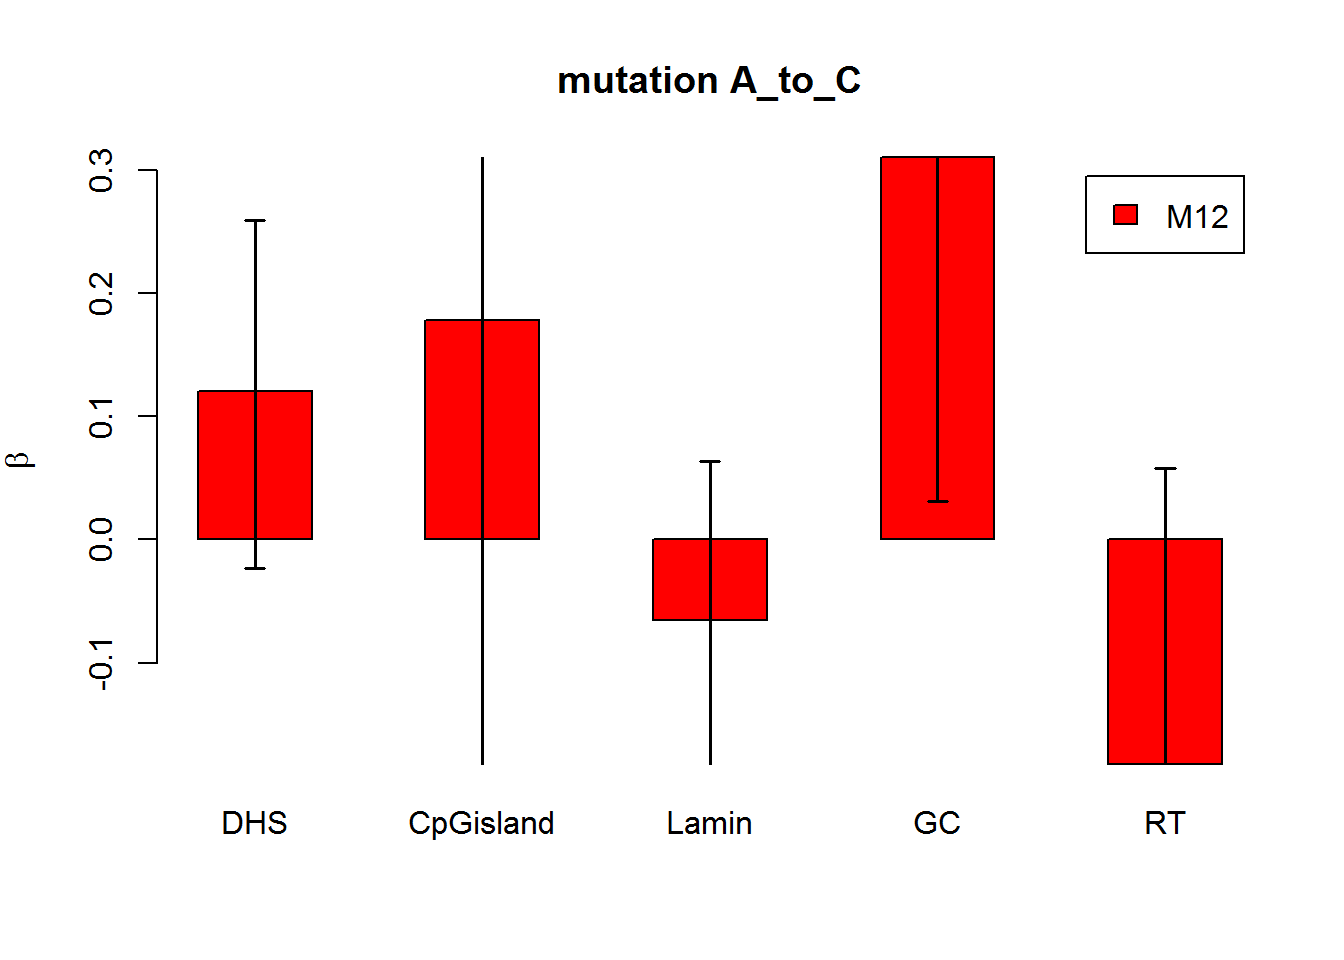 mutation A_to_C
β
0.3
0.2
0.1
0.0
-0.1
M12
DHS CpGisland Lamin GC RT